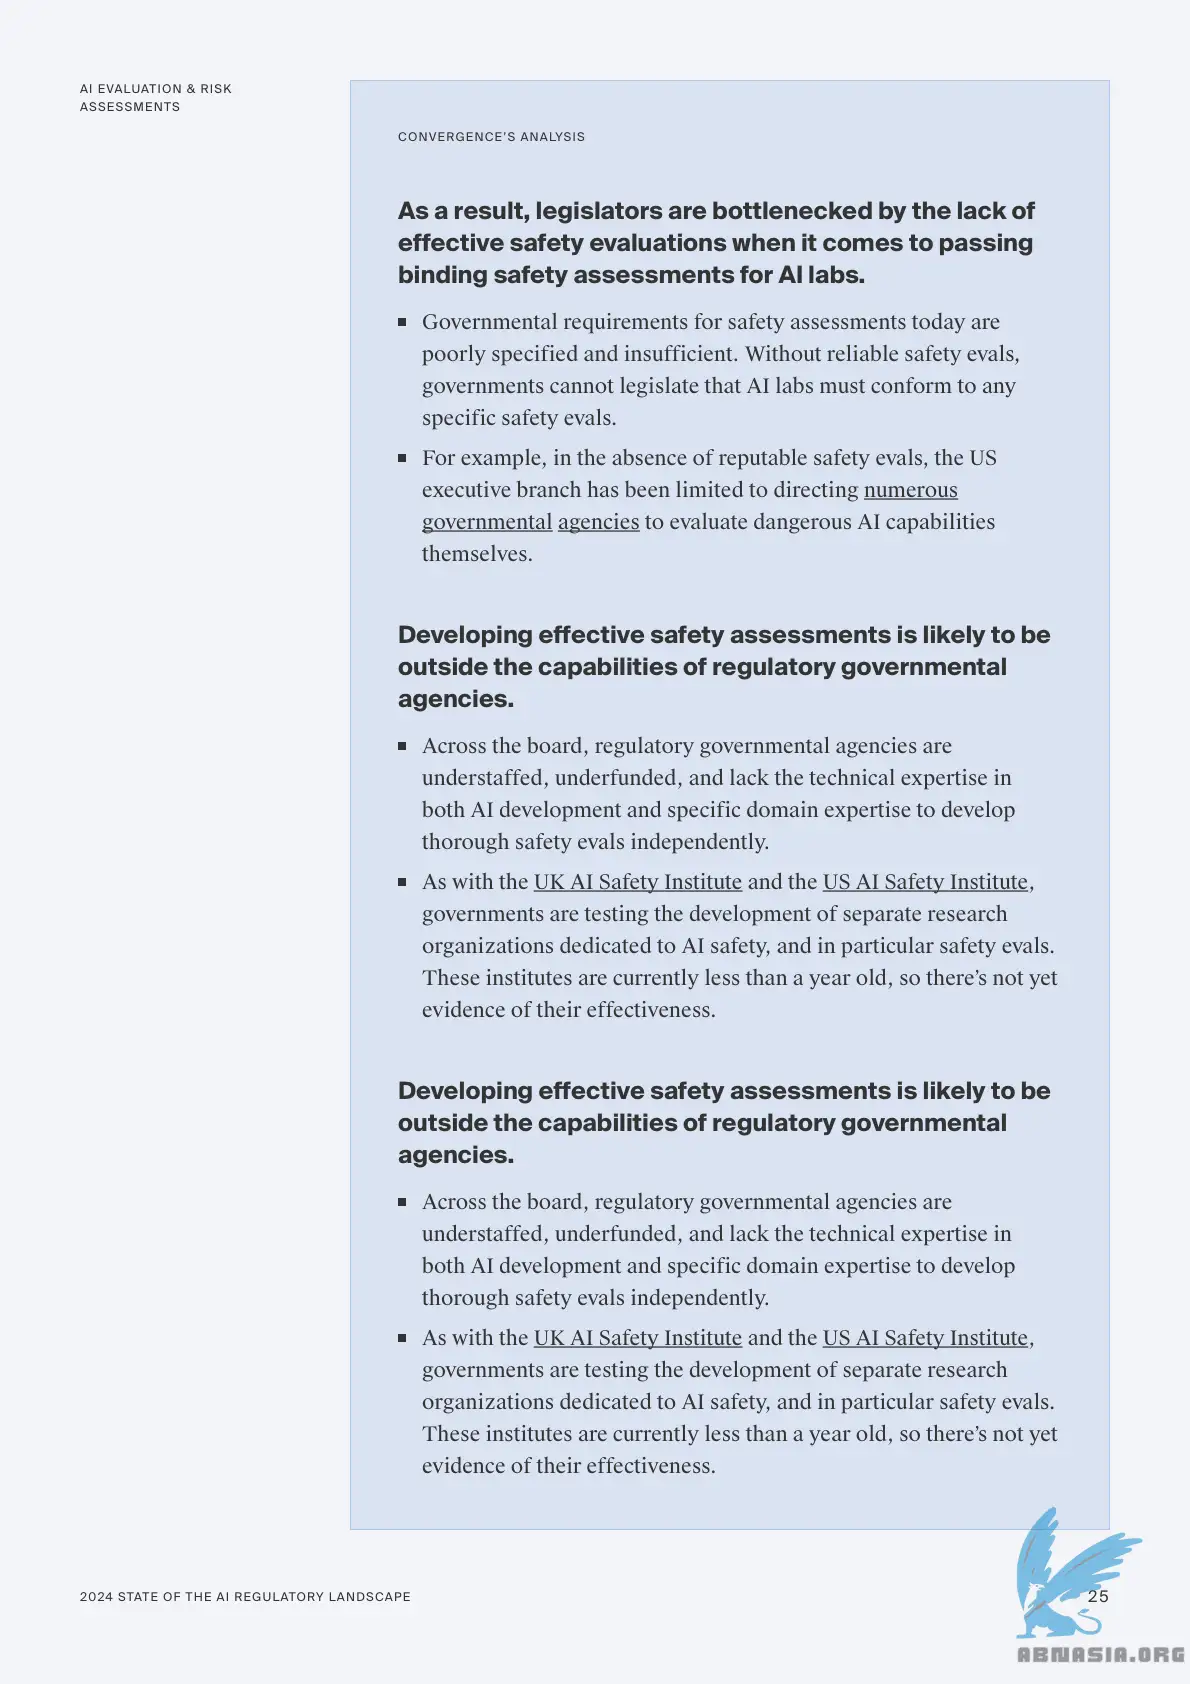 AI EVALUATION & RISK
ASSESSMENTS
CONVERGENCE'S ANALYSIS
As a result, legislators are bottlenecked by the lack of
effective safety evaluations when it comes to passing
binding safety assessments for AI labs.
▪ Governmental requirements for safety assessments today are
poorly specified and insufficient. Without reliable safety evals,
governments cannot legislate that AI labs must conform to any
specific safety evals.
▪ For example, in the absence of reputable safety evals, the US
executive branch has been limited to directing numerous
governmental agencies to evaluate dangerous AI capabilities
themselves.
Developing effective safety assessments is likely to be
outside the capabilities of regulatory governmental
agencies.
▪ Across the board, regulatory governmental agencies are
understaffed, underfunded, and lack the technical expertise in
both AI development and specific domain expertise to develop
thorough safety evals independently.
▪ As with the UK AI Safety Institute and the US AI Safety Institute,
governments are testing the development of separate research
organizations dedicated to AI safety, and in particular safety evals.
These institutes are currently less than a year old, so there’s not yet
evidence of their effectiveness.
Developing effective safety assessments is likely to be
outside the capabilities of regulatory governmental
agencies.
▪ Across the board, regulatory governmental agencies are
understaffed, underfunded, and lack the technical expertise in
both AI development and specific domain expertise to develop
thorough safety evals independently.
▪ As with the UK AI Safety Institute and the US AI Safety Institute,
governments are testing the development of separate research
organizations dedicated to AI safety, and in particular safety evals.
These institutes are currently less than a year old, so there’s not yet
evidence of their effectiveness.
2024 STATE OF THE AI REGULATORY LANDSCAPE
25
ABNASIA.ORG